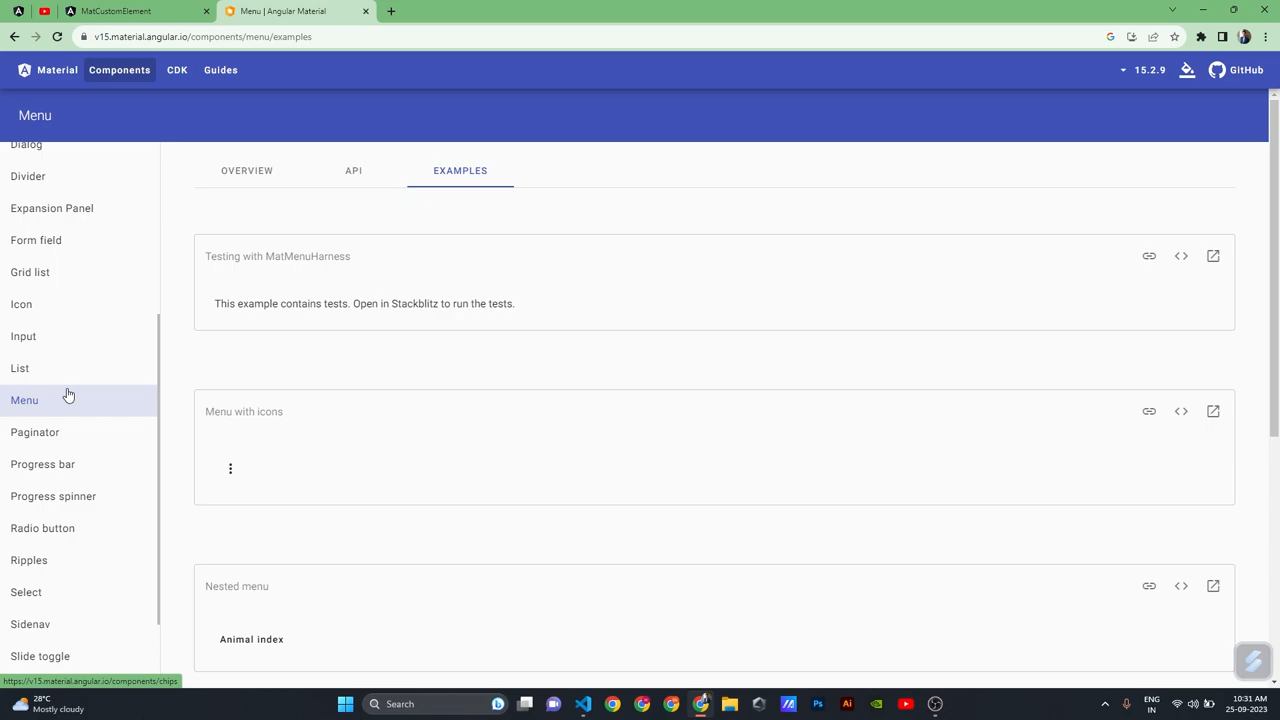 MatCustomElement
Menu | Angular Material
v15.material.angular.io/components/menu/examples
Material
Components
CDK
Guides
15.2.9
GitHub
Menu
Dialog
Divider
Expansion Panel
Form field
Grid list
Icon
Input
List
Menu
Paginator
Progress bar
Progress spinner
Radio button
Ripples
Select
Sidenav
Slide toggle
OVERVIEW
API
EXAMPLES
Testing with MatMenuHarness
This example contains tests. Open in Stackblitz to run the tests.
Menu with icons
Nested menu
Animal index
https://v15.material.angular.io/components/chips
28°C
Mostly cloudy
Search
ENG
IN
10:31 AM
25-09-2023